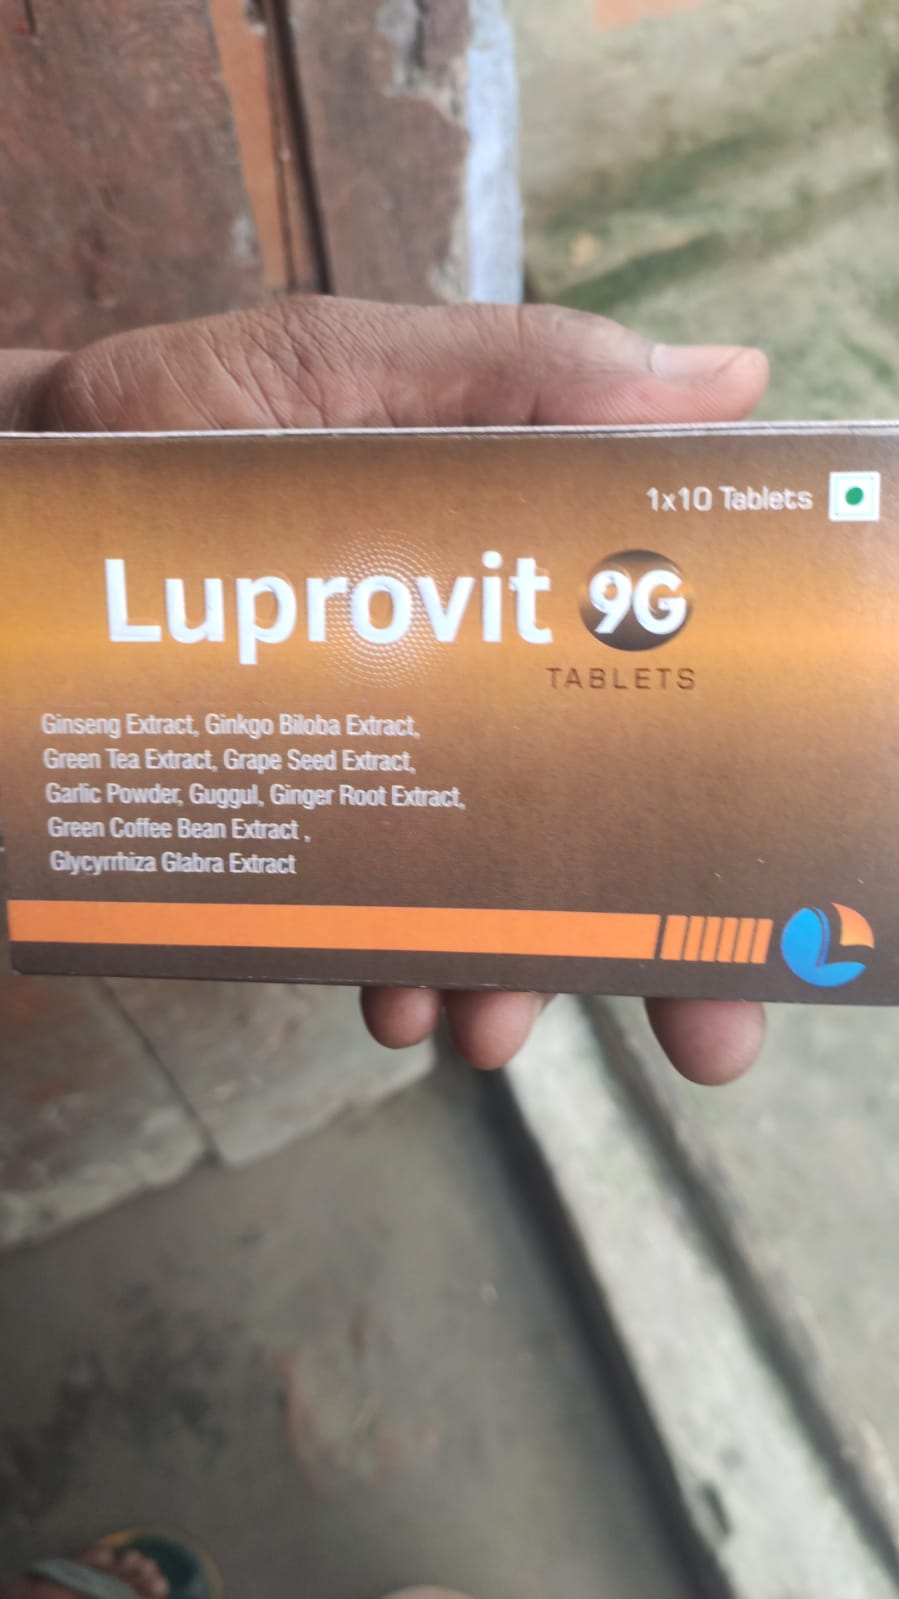 1x10 Tablets
Luprovit 9G
TABLETS
Ginseng Extract, Ginkgo Biloba Extract,
Green Tea Extract, Grape Seed Extract,
Garlic Powder, Guggul, Ginger Root Extract,
Green Coffee Bean Extract ,
Glycyrrhiza Glabra Extract